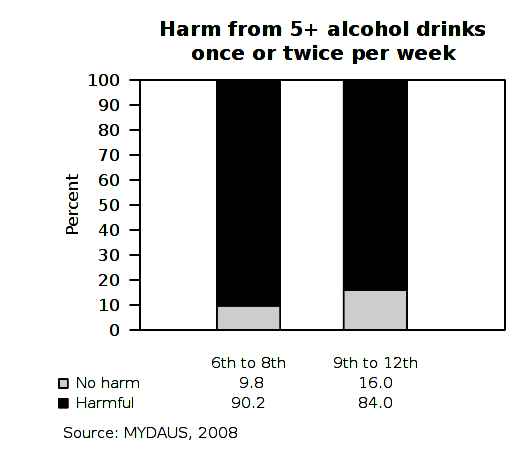 Harm from 5+ alcohol drinks
once or twice per week
100
90
80
70
60
50
40
30
20
10
0
Percent
6th to 8th 9th to 12th
No harm 9.8 16.0
Harmful 90.2 84.0
Source: MYDAUS, 2008